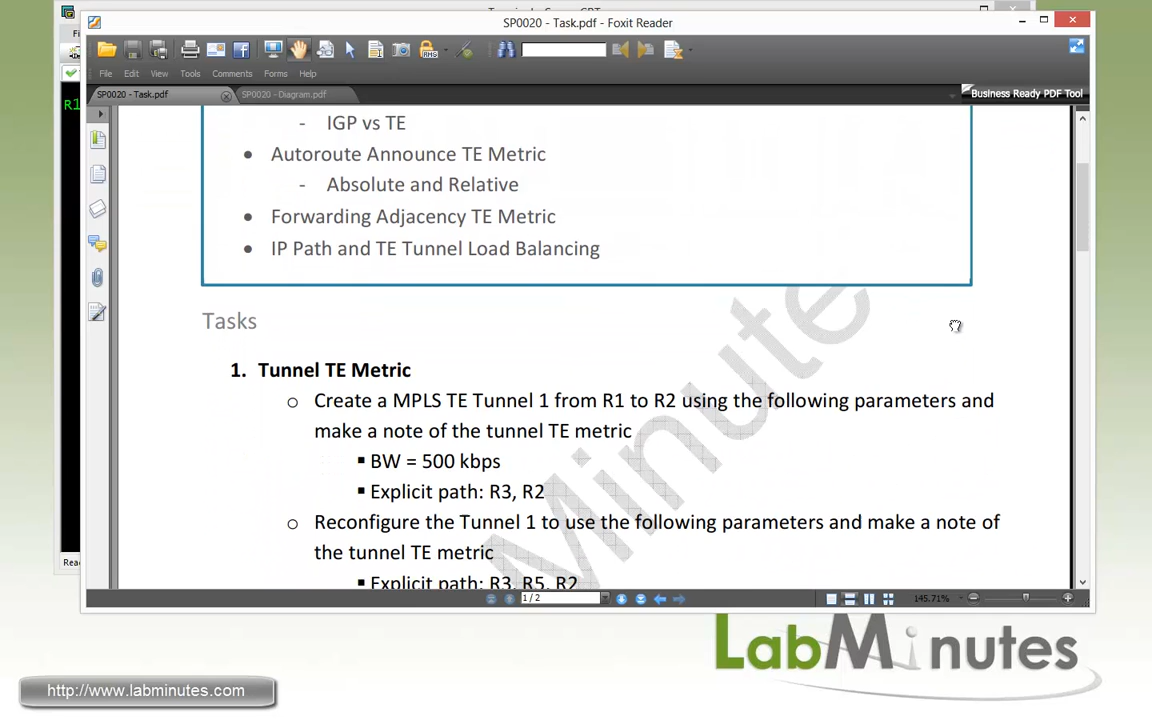 SP0020 - Task.pdf - Foxit Reader
File Edit View Tools Comments Forms Help
SP0020 - Task.pdf
SP0020 - Diagram.pdf
Business Ready PDF Tool
R1
- IGP vs TE
• Autoroute Announce TE Metric
- Absolute and Relative
• Forwarding Adjacency TE Metric
• IP Path and TE Tunnel Load Balancing
Tasks
1. Tunnel TE Metric
o Create a MPLS TE Tunnel 1 from R1 to R2 using the following parameters and
make a note of the tunnel TE metric
▪ BW = 500 kbps
▪ Explicit path: R3, R2
o Reconfigure the Tunnel 1 to use the following parameters and make a note of
the tunnel TE metric
▪ Explicit path: R3, R5, R2
Minute
1 / 2
145.71%
LabMinutes
http://www.labminutes.com